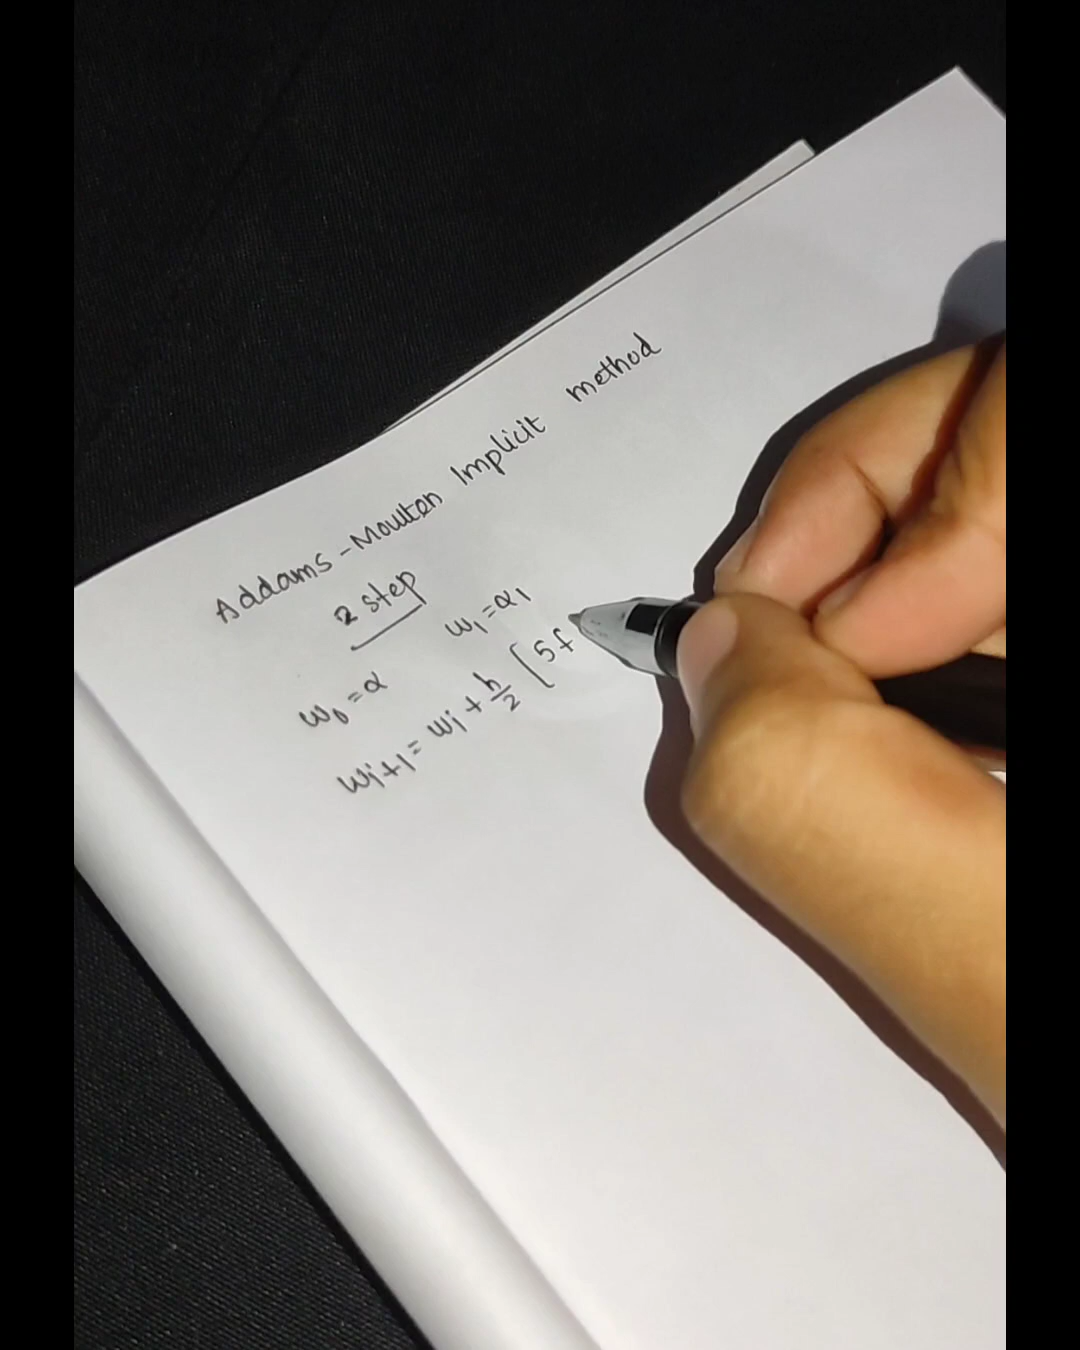 Addams - Moulton Implicit method
2 step
w₀ = α w₁ = α₁
wᵢ₊₁ = wᵢ + h/2 [ 5f